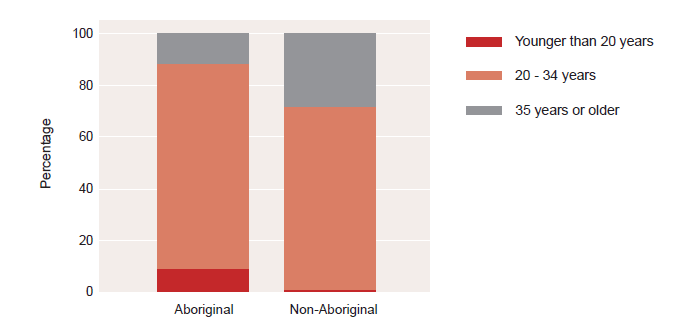 100
80
60
40
20
0
Percentage
Aboriginal
Non-Aboriginal
Younger than 20 years
20 - 34 years
35 years or older